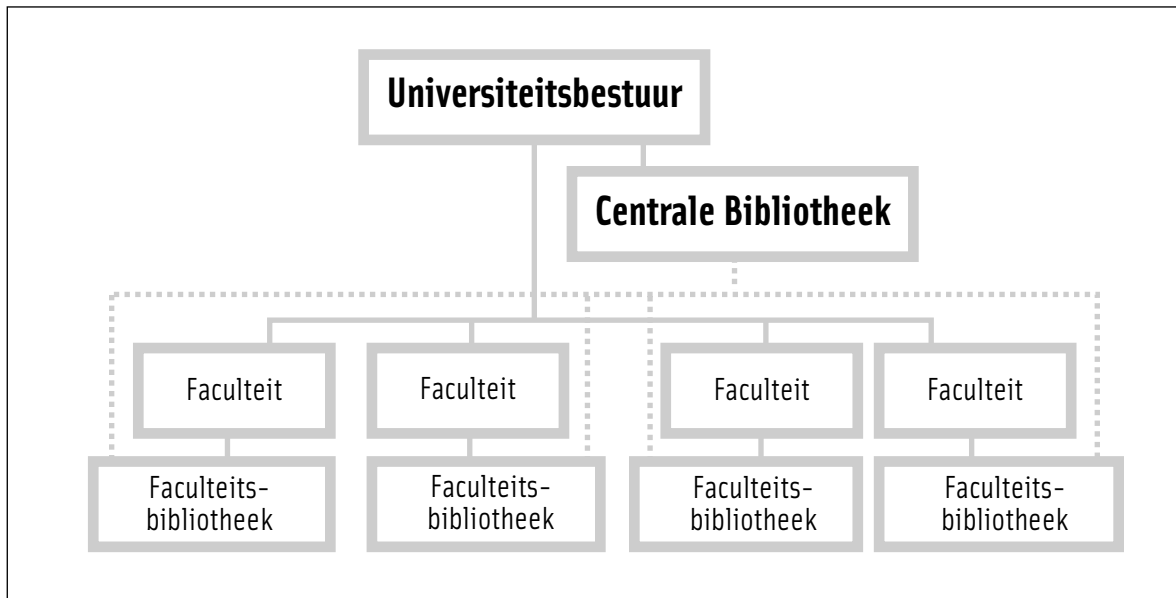 Universiteitsbestuur
Centrale Bibliotheek
Faculteit
Faculteit
Faculteit
Faculteit
Faculteits-
bibliotheek
Faculteits-
bibliotheek
Faculteits-
bibliotheek
Faculteits-
bibliotheek